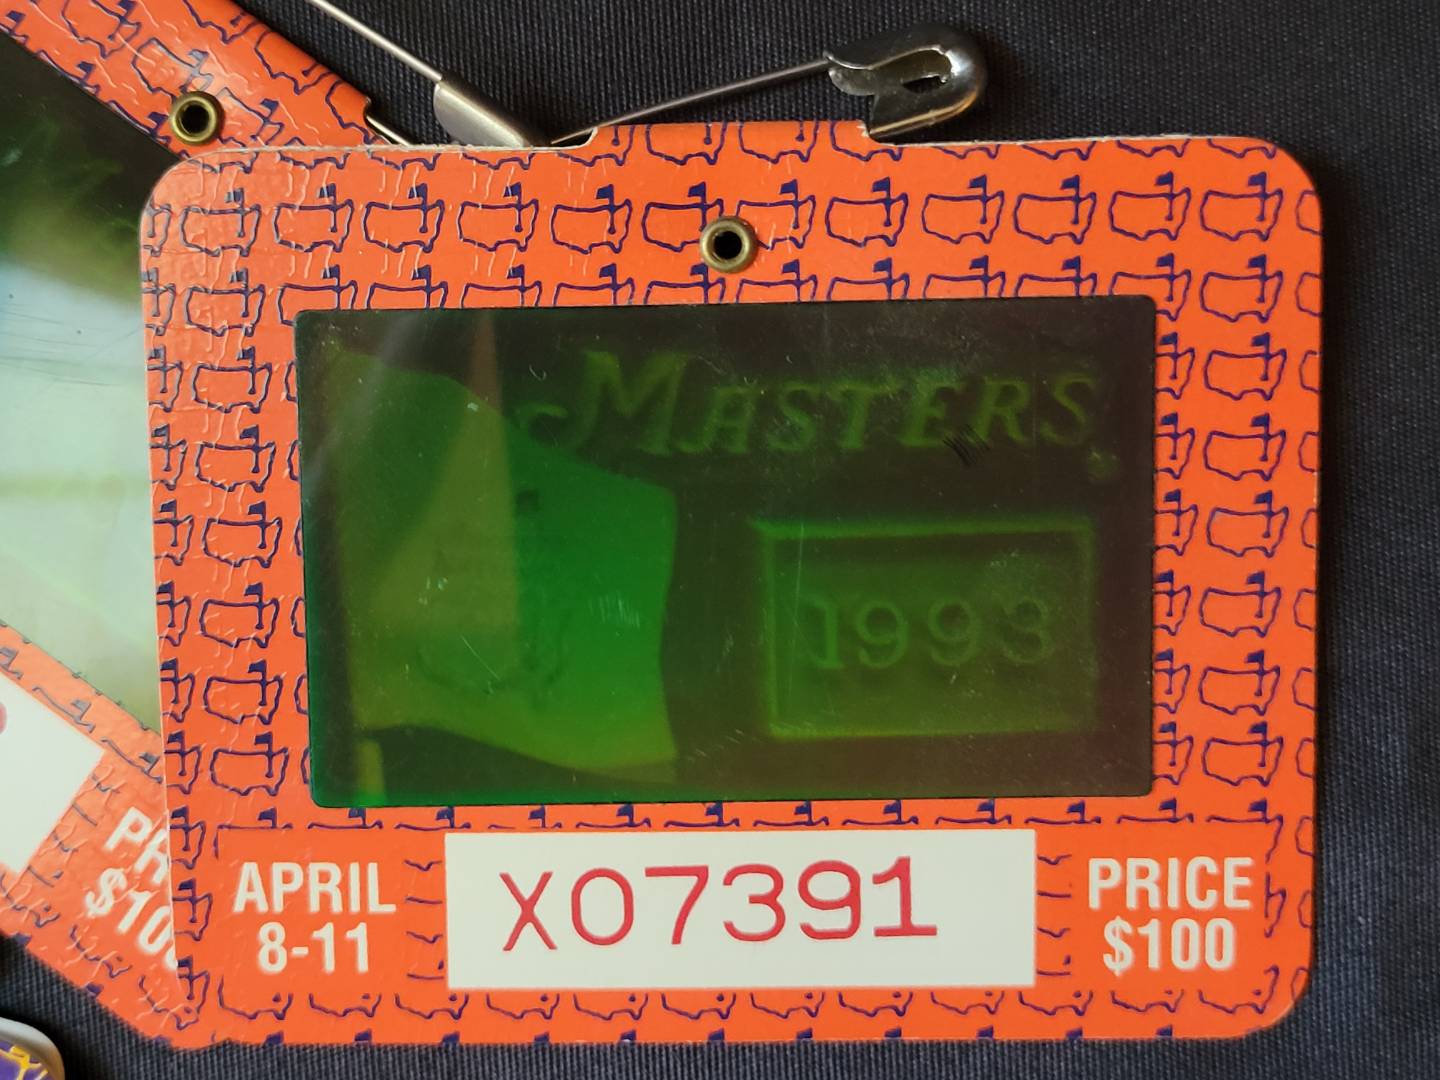 MASTERS
1993
APRIL
8-11
X07391
PRICE
$100